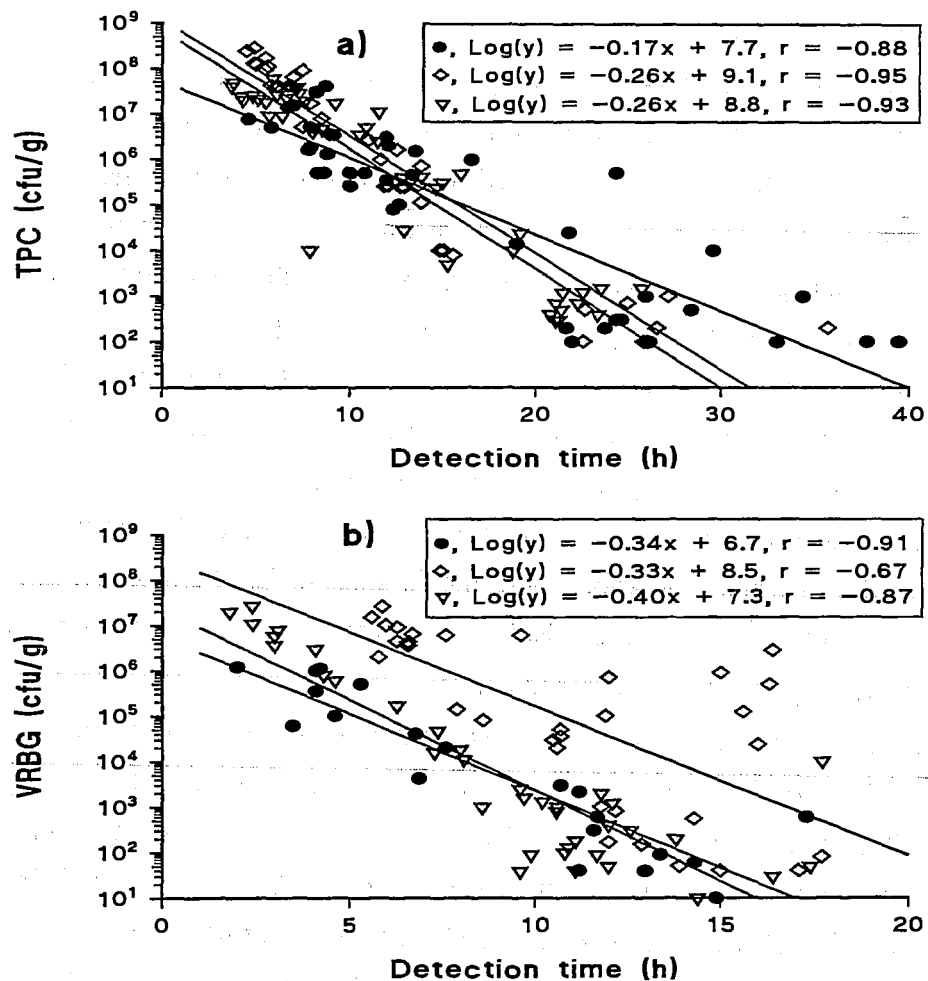 a)
●, Log(y) = −0.17x + 7.7, r = −0.88
◇, Log(y) = −0.26x + 9.1, r = −0.95
▽, Log(y) = −0.26x + 8.8, r = −0.93
TPC (cfu/g)
10⁹
10⁸
10⁷
10⁶
10⁵
10⁴
10³
10²
10¹
0 10 20 30 40
Detection time (h)
b)
●, Log(y) = −0.34x + 6.7, r = −0.91
◇, Log(y) = −0.33x + 8.5, r = −0.67
▽, Log(y) = −0.40x + 7.3, r = −0.87
VRBG (cfu/g)
10⁹
10⁸
10⁷
10⁶
10⁵
10⁴
10³
10²
10¹
0 5 10 15 20
Detection time (h)